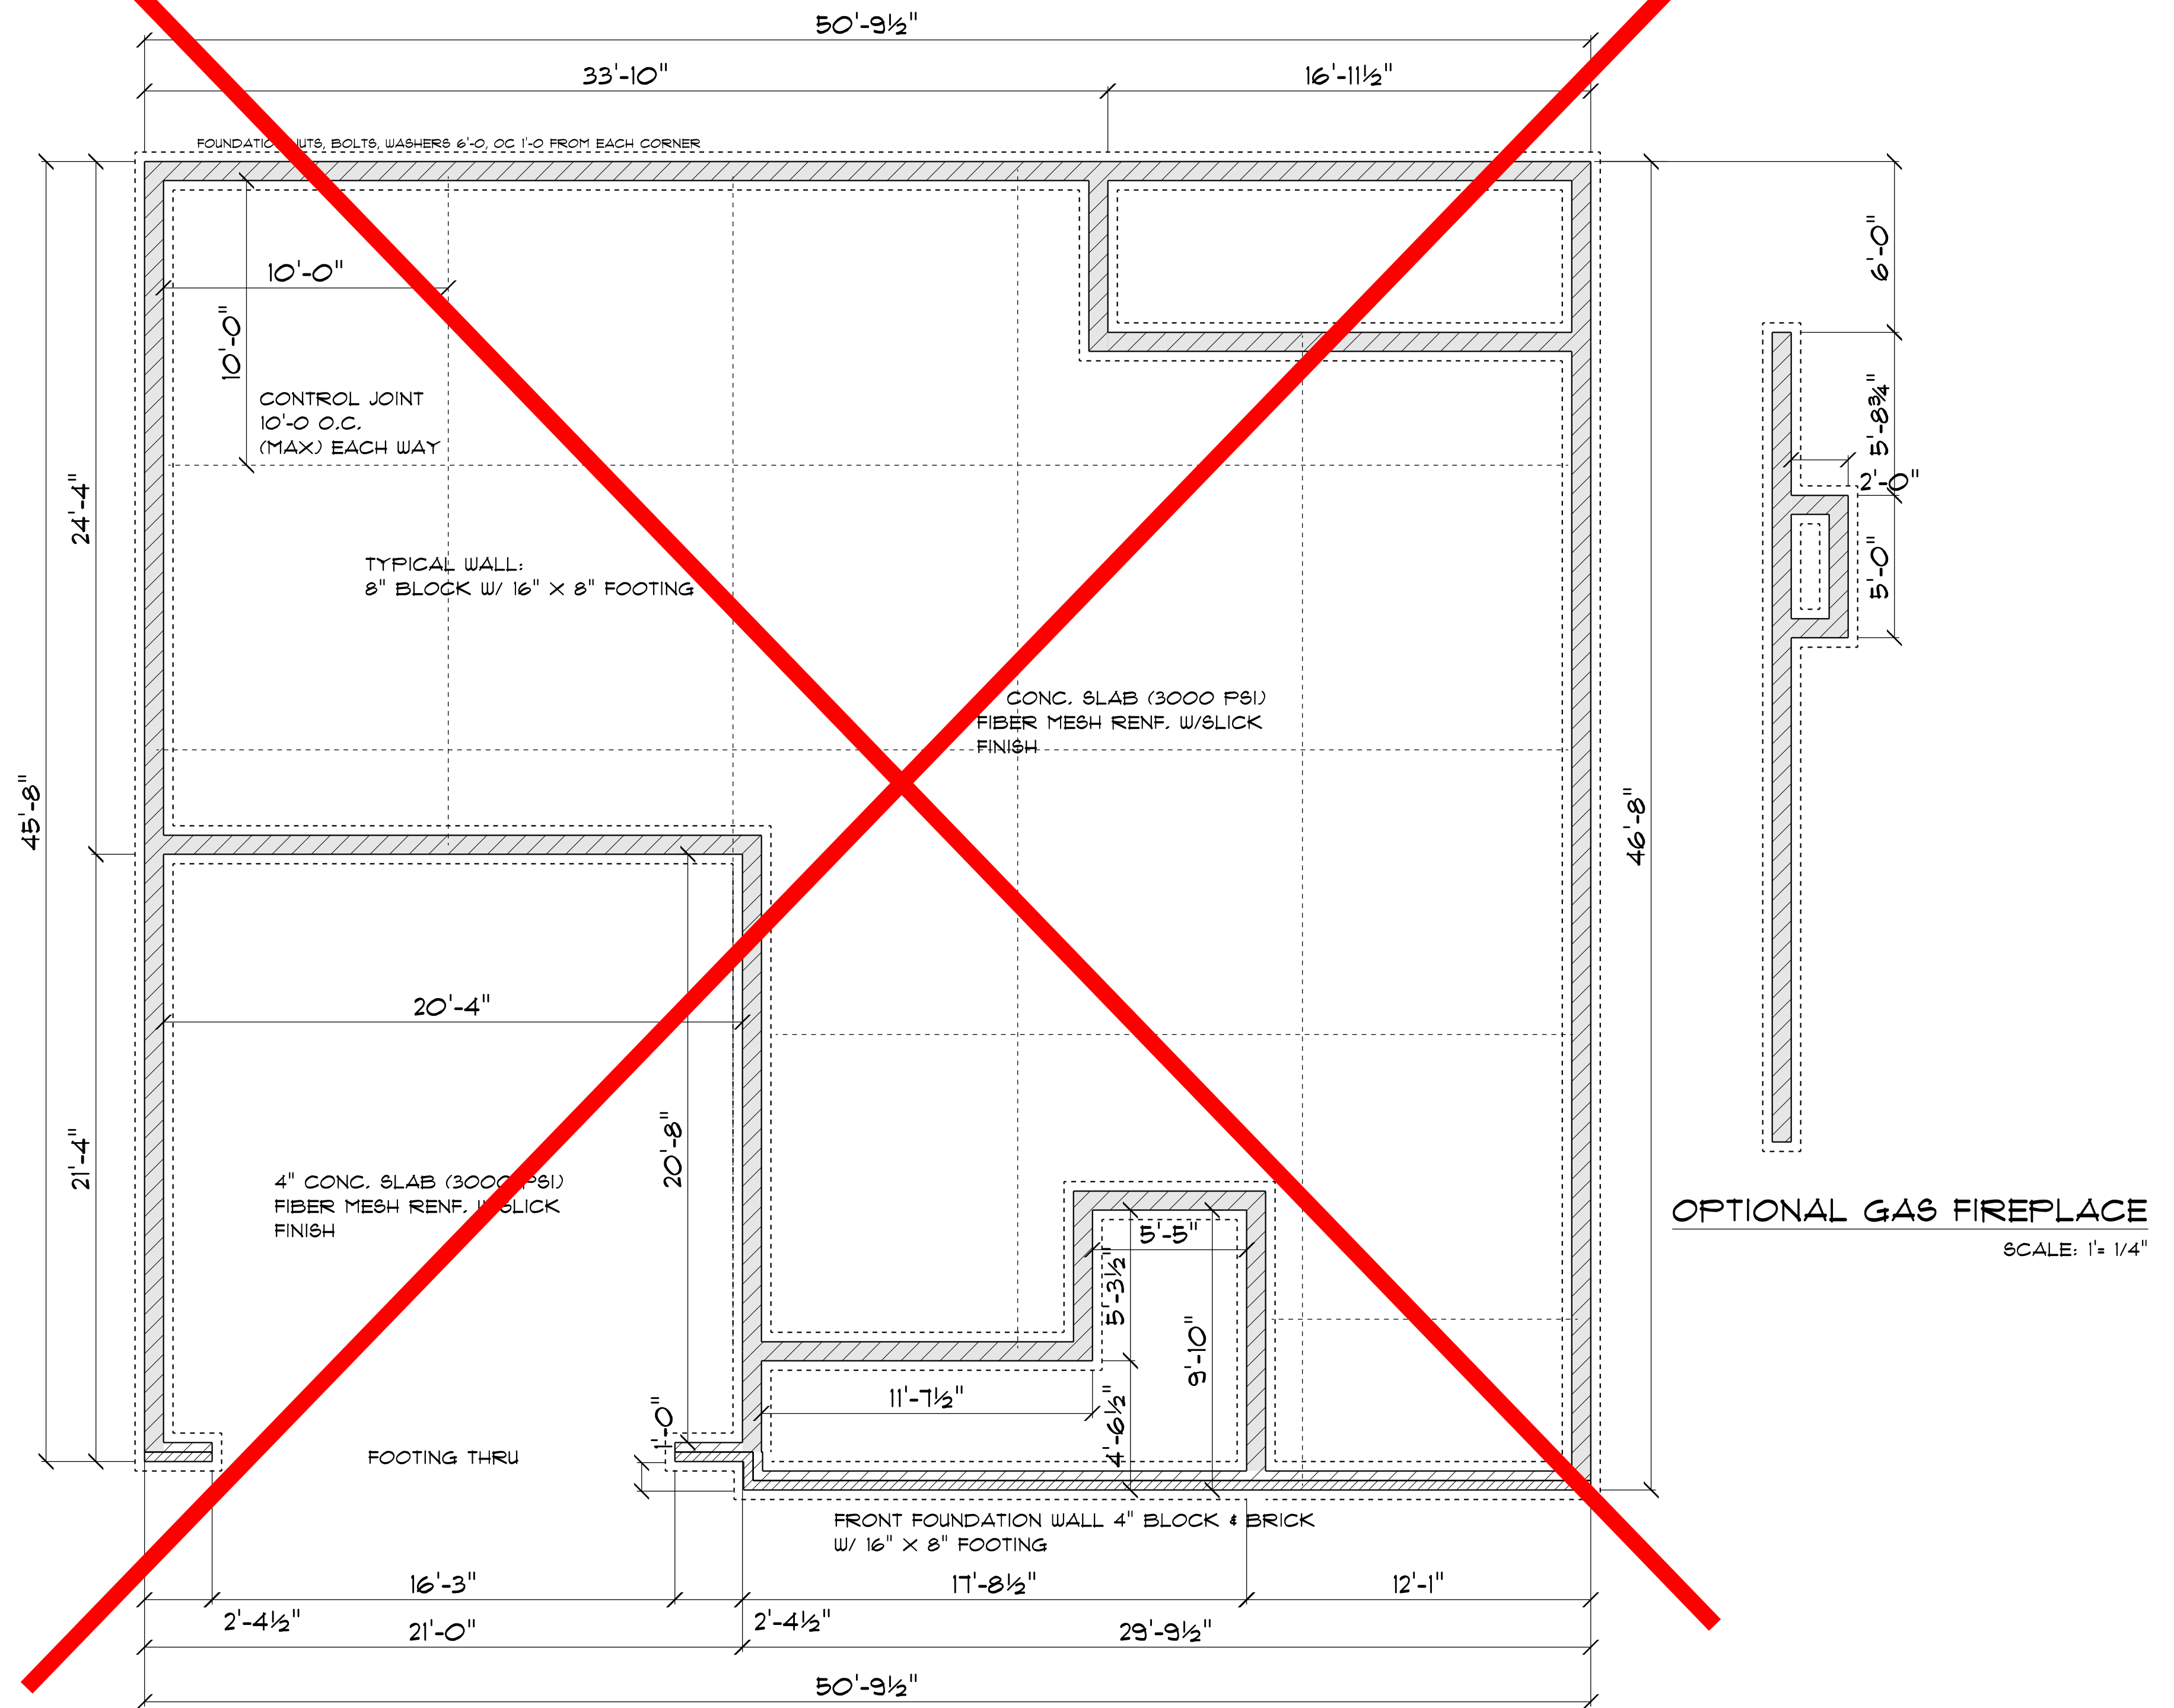 50'-9½"
33'-10"
16'-11½"
FOUNDATION NUTS, BOLTS, WASHERS 6'-0, OC 1'-0 FROM EACH CORNER
6'-0"
10'-0"
10'-0"
CONTROL JOINT
10'-0 O.C.
(MAX) EACH WAY
5'-8¾"
2'-0"
24'-4"
TYPICAL WALL:
8" BLOCK W/ 16" X 8" FOOTING
5'-0"
CONC. SLAB (3000 PSI)
FIBER MESH RENF. W/SLICK
FINISH
45'-8"
46'-8"
20'-4"
20'-8"
21'-4"
4" CONC. SLAB (3000 PSI)
FIBER MESH RENF. W/SLICK
FINISH
OPTIONAL GAS FIREPLACE
SCALE: 1'= 1/4"
5'-5"
5'-3½"
9'-10"
11'-7½"
4'-6½"
1'-0"
FOOTING THRU
FRONT FOUNDATION WALL 4" BLOCK & BRICK
W/ 16" X 8" FOOTING
16'-3"
17'-8½"
12'-1"
2'-4½"
2'-4½"
21'-0"
29'-9½"
50'-9½"